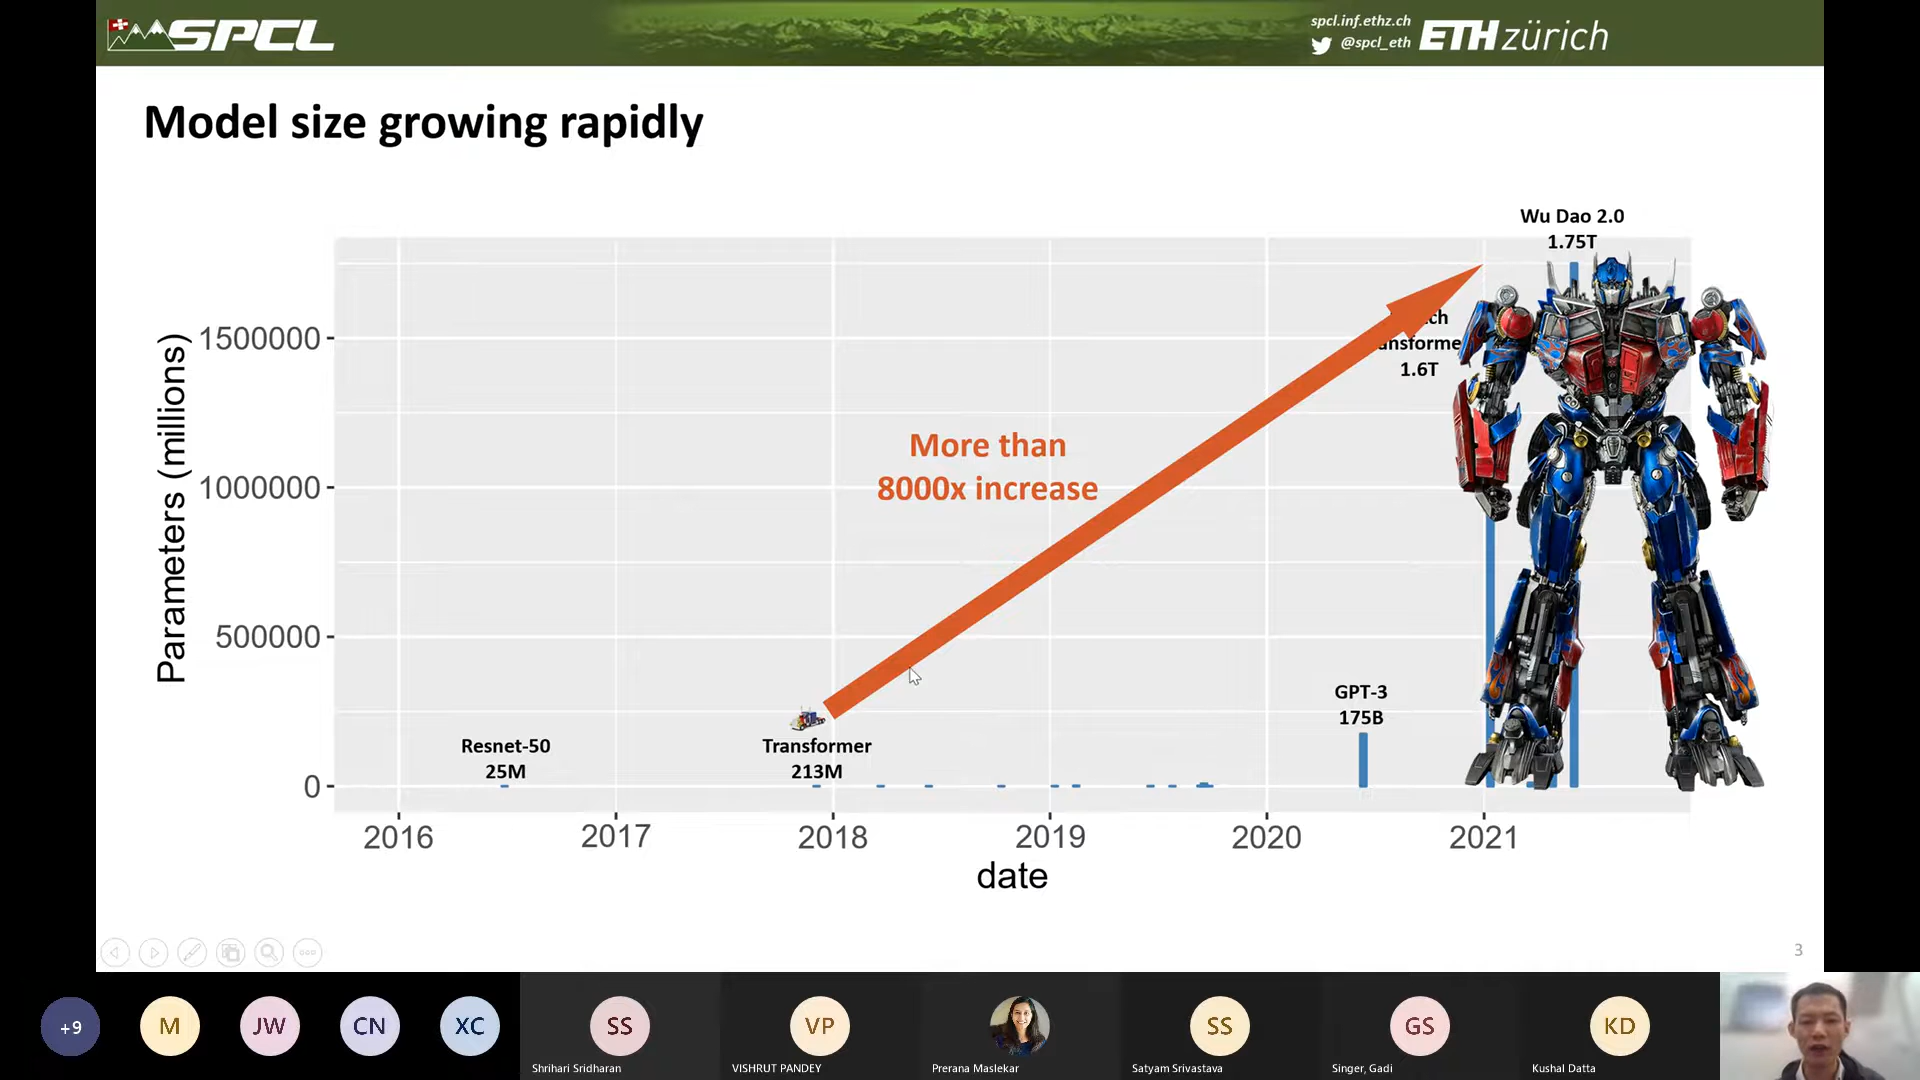 SPCL
spcl.inf.ethz.ch
@spcl_eth
ETH zürich
Model size growing rapidly
Wu Dao 2.0
1.75T
1.6T
More than
8000x increase
GPT-3
175B
Resnet-50
25M
Transformer
213M
Parameters (millions)
1500000
1000000
500000
0
2016
2017
2018
2019
2020
2021
date
3
+9
M
JW
CN
XC
SS
VP
SS
GS
KD
Shrihari Sridharan
VISHRUT PANDEY
Prerana Maslekar
Satyam Srivastava
Singer, Gadi
Kushal Datta